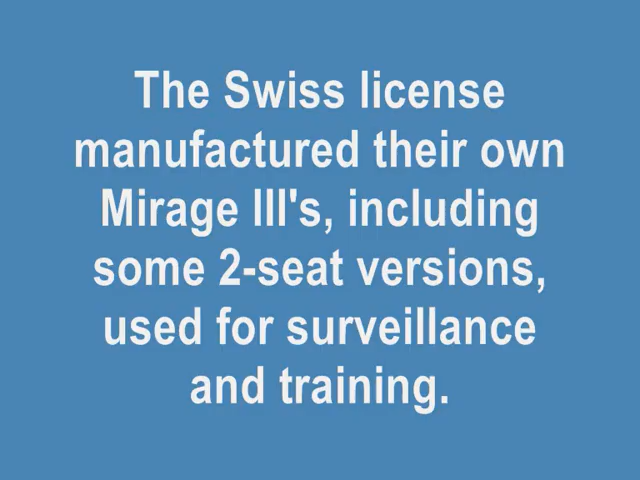 The Swiss license
manufactured their own
Mirage III's, including
some 2-seat versions,
used for surveillance
and training.